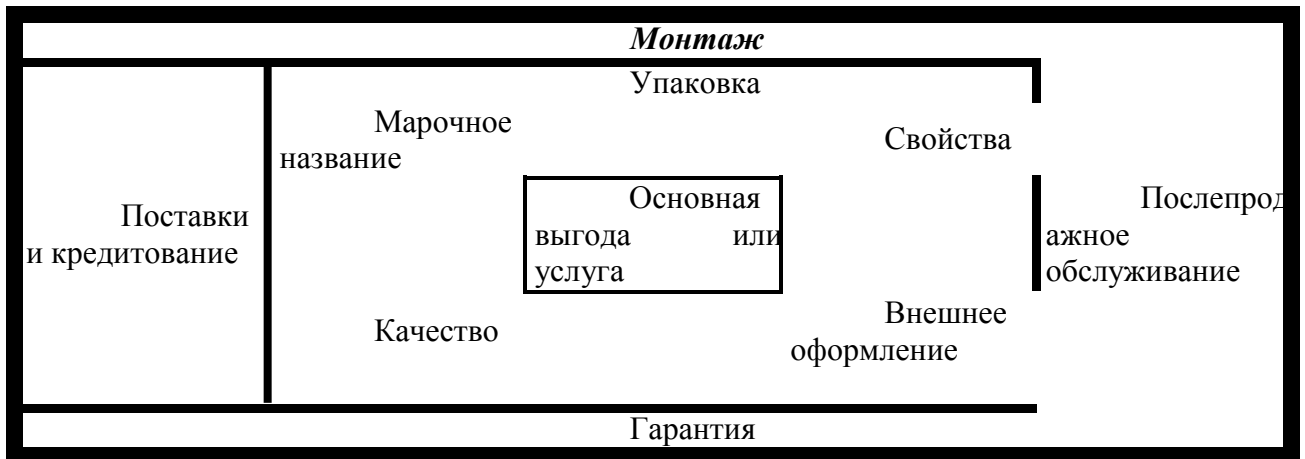 Монтаж
Упаковка
Марочное
название
Свойства
Поставки
и кредитование
Основная
выгода или
услуга
Послепрод
ажное
обслуживание
Качество
Внешнее
оформление
Гарантия